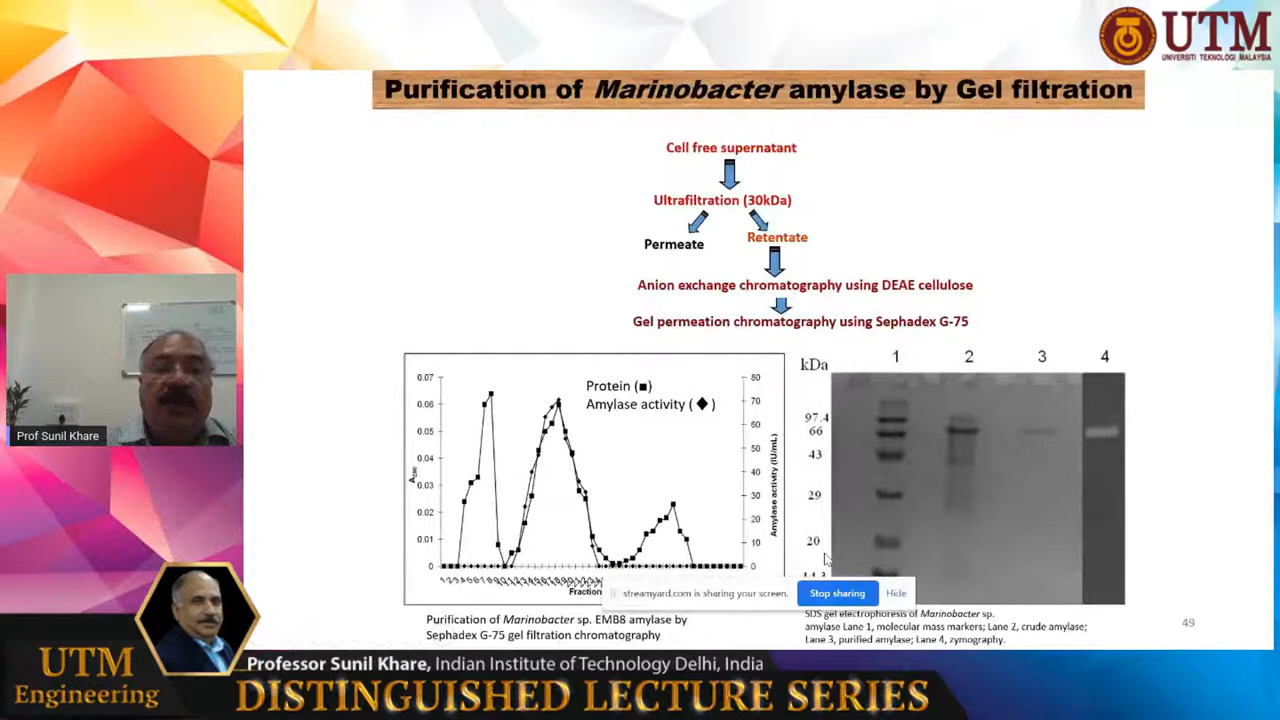 UTM
UNIVERSITI TEKNOLOGI MALAYSIA
Purification of Marinobacter amylase by Gel filtration
Cell free supernatant
Ultrafiltration (30kDa)
Permeate
Retentate
Anion exchange chromatography using DEAE cellulose
Gel permeation chromatography using Sephadex G-75
Prof Sunil Khare
Protein (■)
Amylase activity ( ◆ )
0.07
0.06
0.05
0.04
0.03
0.02
0.01
0
80
70
60
50
40
30
20
10
0
Amylase activity (IU/mL)
Fraction
kDa
1 2 3 4
97.4
66
43
29
20
streamyard.com is sharing your screen.
Stop sharing
Hide
Purification of Marinobacter sp. EMB8 amylase by
Sephadex G-75 gel filtration chromatography
SDS gel electrophoresis of Marinobacter sp.
amylase Lane 1, molecular mass markers; Lane 2, crude amylase;
Lane 3, purified amylase; Lane 4, zymography.
49
UTM
Engineering
Professor Sunil Khare, Indian Institute of Technology Delhi, India
DISTINGUISHED LECTURE SERIES